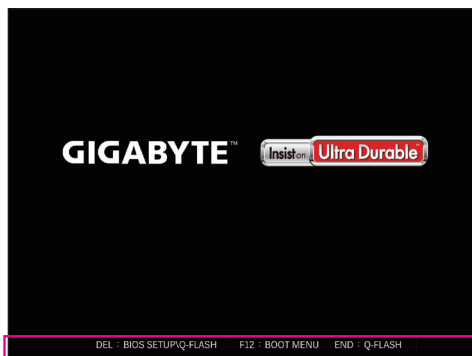 GIGABYTE™ Insist on Ultra Durable™
DEL : BIOS SETUP\Q-FLASH F12 : BOOT MENU END : Q-FLASH